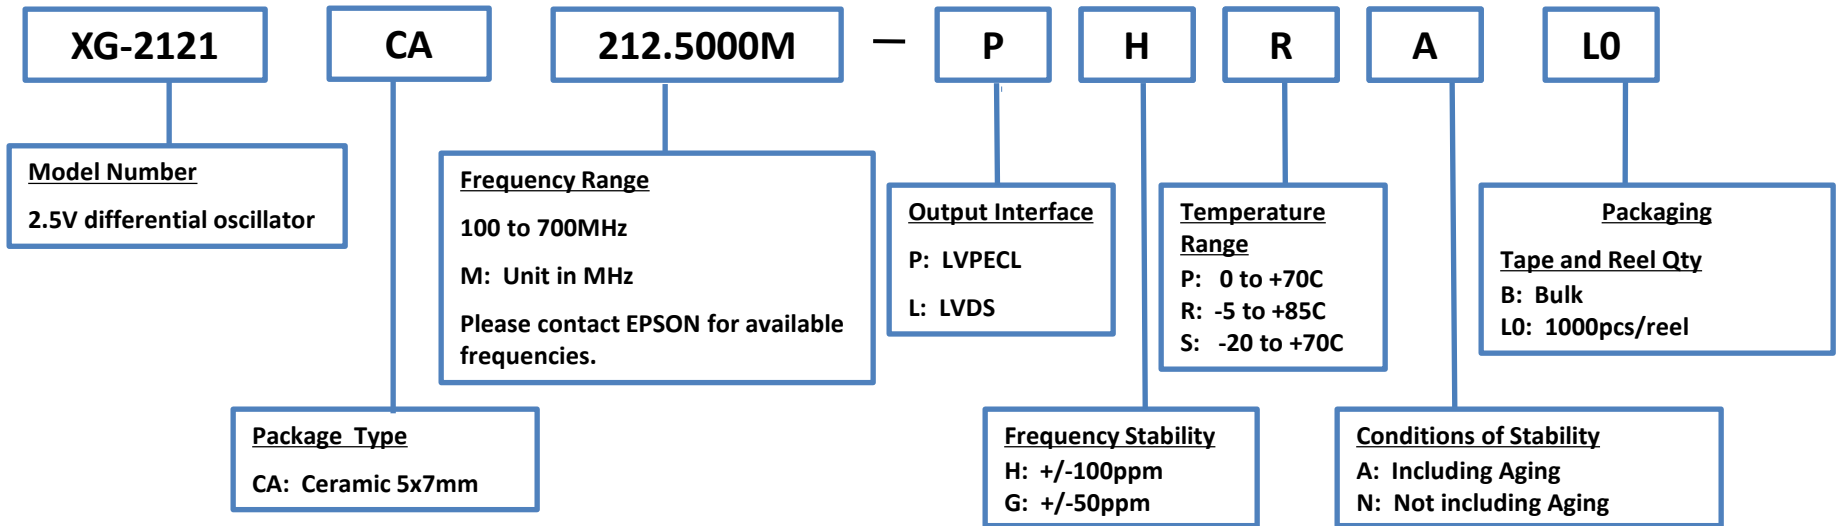 XG-2121 CA 212.5000M — P H R A L0
Model Number
2.5V differential oscillator
Frequency Range
100 to 700MHz
M: Unit in MHz
Please contact EPSON for available
frequencies.
Output Interface
P: LVPECL
L: LVDS
Temperature
Range
P: 0 to +70C
R: -5 to +85C
S: -20 to +70C
Packaging
Tape and Reel Qty
B: Bulk
L0: 1000pcs/reel
Package Type
CA: Ceramic 5x7mm
Frequency Stability
H: +/-100ppm
G: +/-50ppm
Conditions of Stability
A: Including Aging
N: Not including Aging